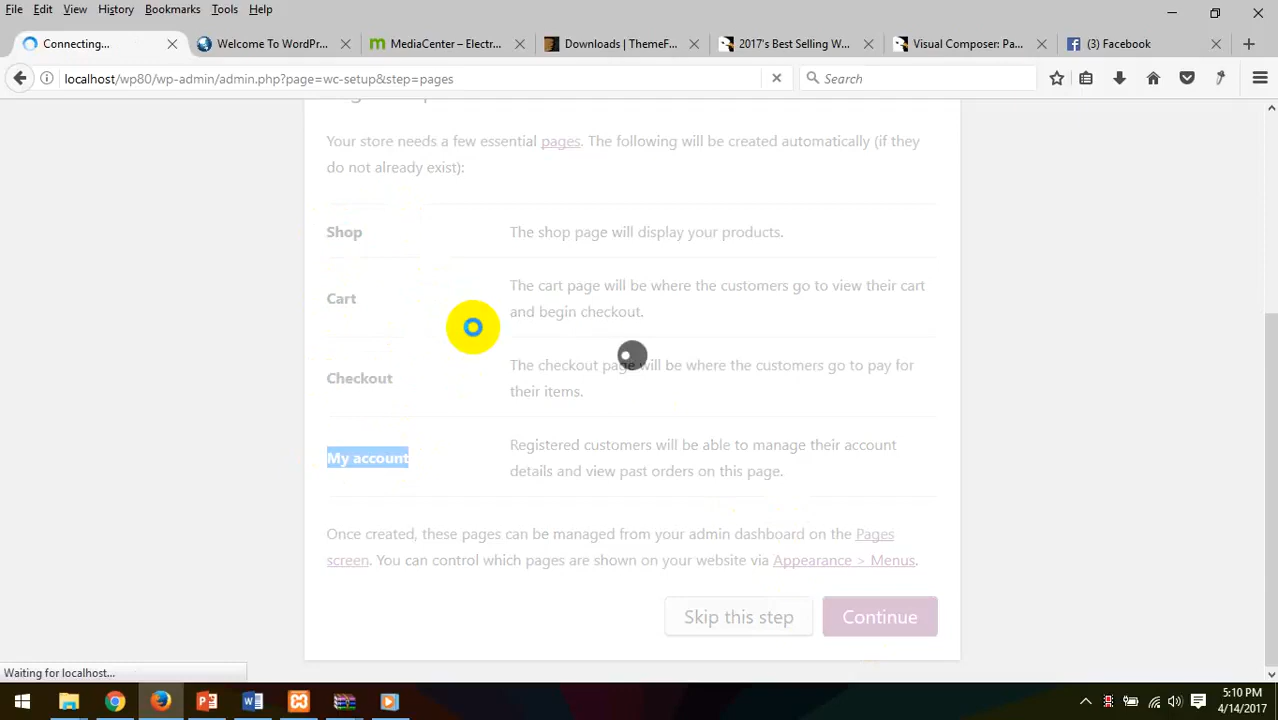 File Edit View History Bookmarks Tools Help
Connecting...
Welcome To WordPr...
MediaCenter – Electro...
Downloads | ThemeF...
2017's Best Selling W...
Visual Composer: Pa...
(3) Facebook
localhost/wp80/wp-admin/admin.php?page=wc-setup&step=pages
Search
Your store needs a few essential pages. The following will be created automatically (if they
do not already exist):
Shop
The shop page will display your products.
Cart
The cart page will be where the customers go to view their cart
and begin checkout.
Checkout
The checkout page will be where the customers go to pay for
their items.
My account
Registered customers will be able to manage their account
details and view past orders on this page.
Once created, these pages can be managed from your admin dashboard on the Pages
screen. You can control which pages are shown on your website via Appearance > Menus.
Skip this step
Continue
Waiting for localhost...
5:10 PM
4/14/2017